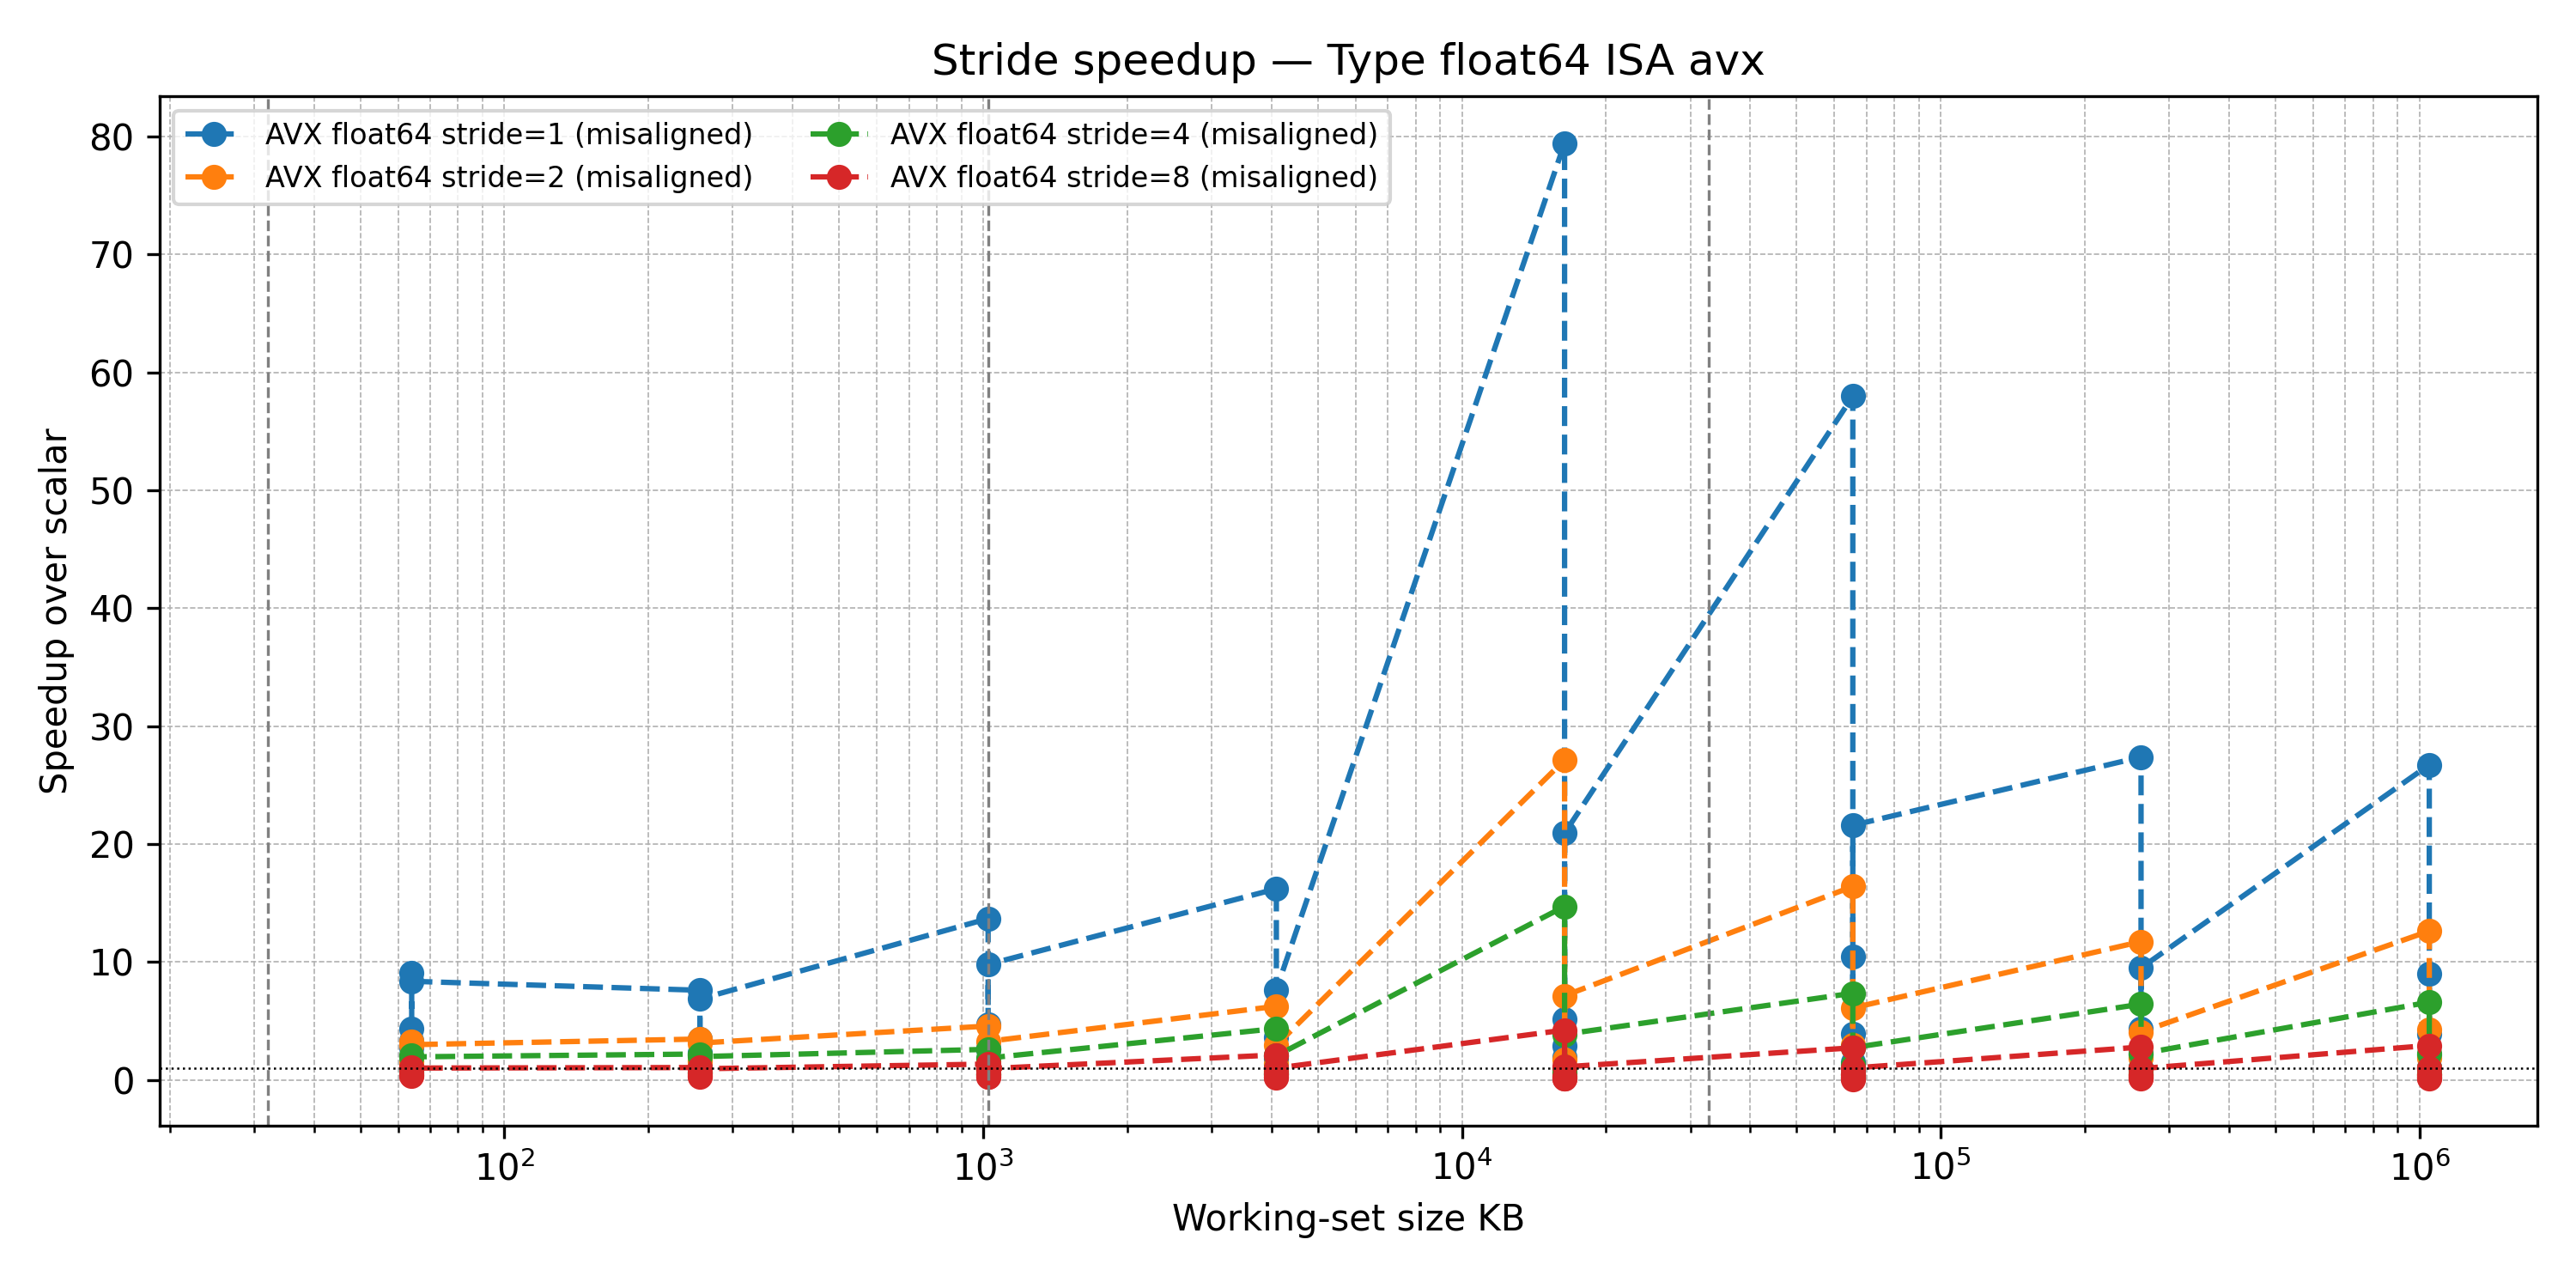 Stride speedup — Type float64 ISA avx
AVX float64 stride=1 (misaligned)
AVX float64 stride=2 (misaligned)
AVX float64 stride=4 (misaligned)
AVX float64 stride=8 (misaligned)
Speedup over scalar
80
70
60
50
40
30
20
10
0
10²
10³
10⁴
10⁵
10⁶
Working-set size KB